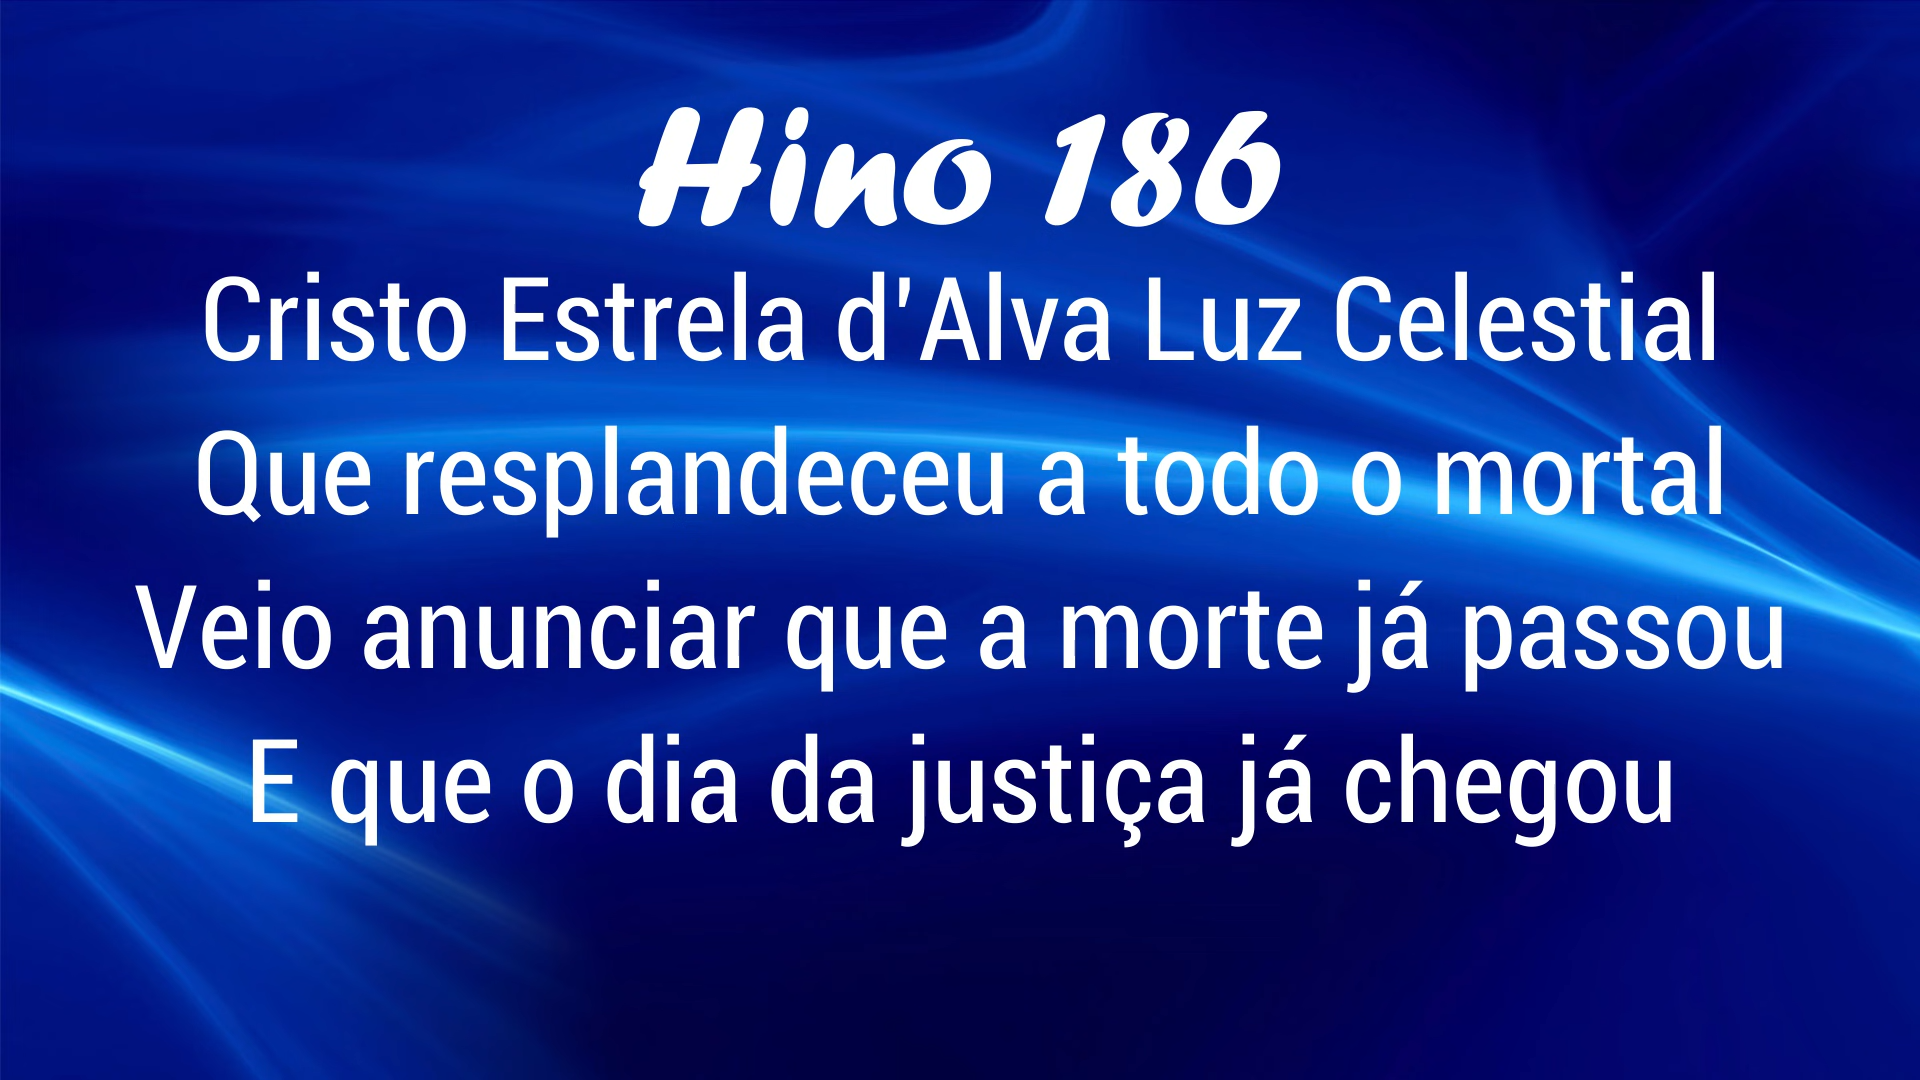 Hino 186
Cristo Estrela d'Alva Luz Celestial
Que resplandeceu a todo o mortal
Veio anunciar que a morte já passou
E que o dia da justiça já chegou